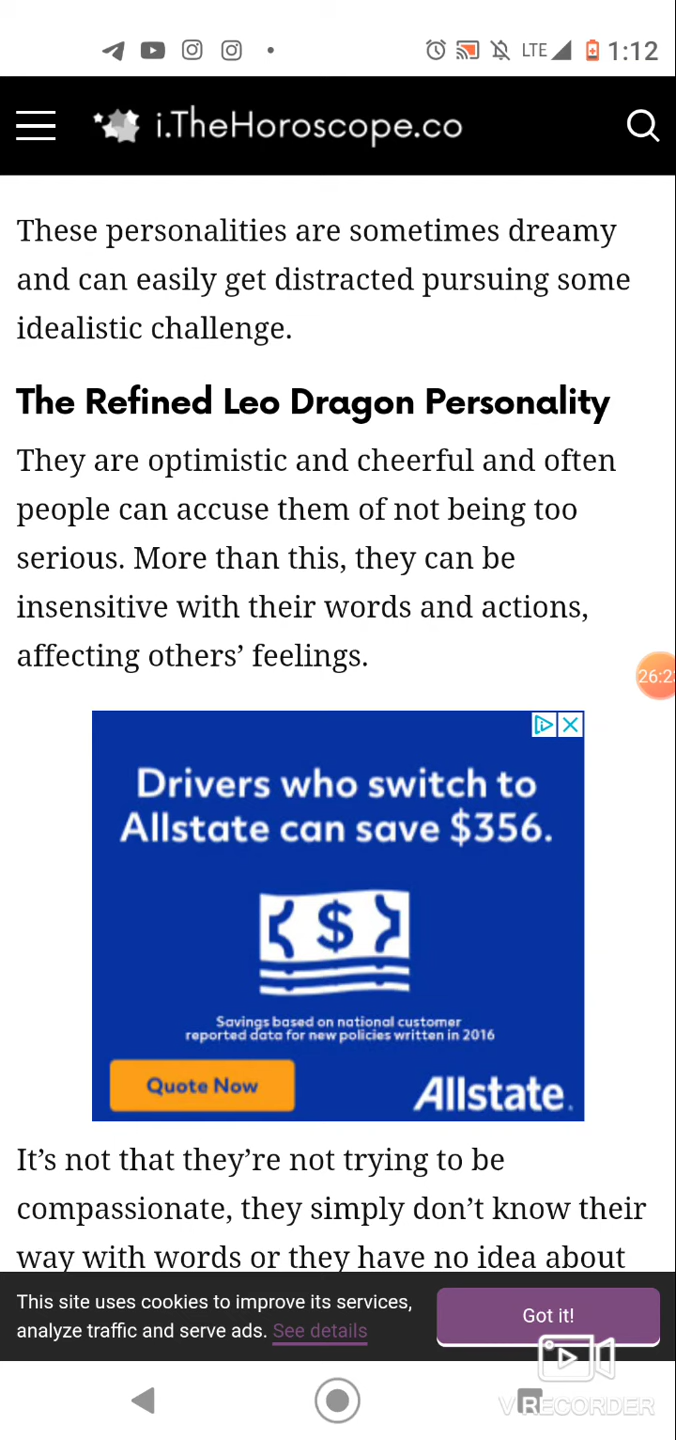 LTE 1:12
i.TheHoroscope.co
These personalities are sometimes dreamy
and can easily get distracted pursuing some
idealistic challenge.
The Refined Leo Dragon Personality
They are optimistic and cheerful and often
people can accuse them of not being too
serious. More than this, they can be
insensitive with their words and actions,
affecting others’ feelings.
Drivers who switch to
Allstate can save $356.
$
Savings based on national customer
reported data for new policies written in 2016
Quote Now
Allstate.
It’s not that they’re not trying to be
compassionate, they simply don’t know their
way with words or they have no idea about
This site uses cookies to improve its services,
analyze traffic and serve ads. See details
Got it!
VRECORDER